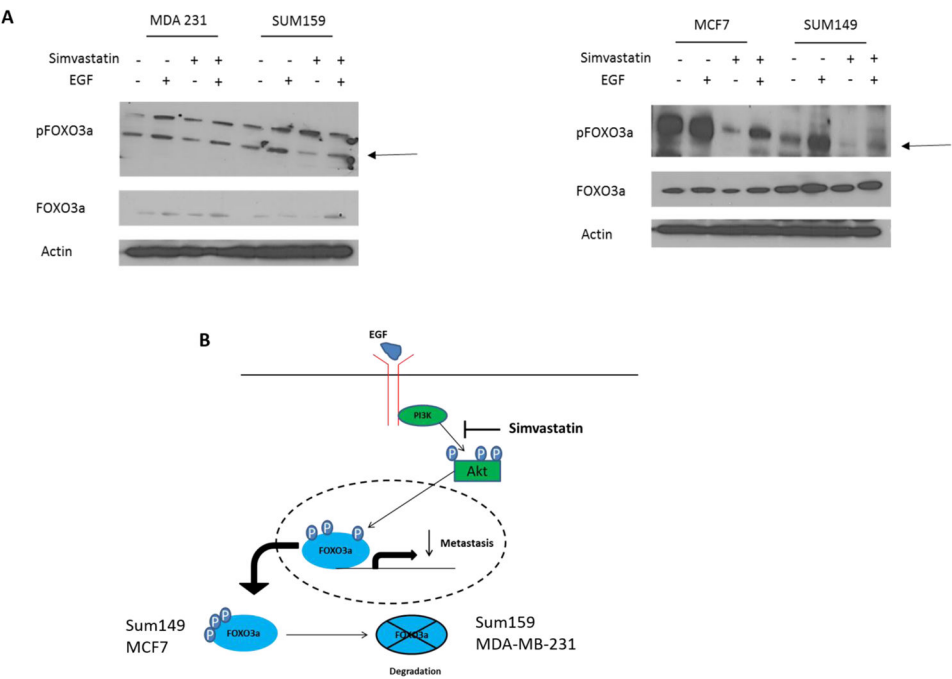 A
MDA 231 SUM159
Simvastatin - - + + - - + +
EGF - + - + - + - +
pFOXO3a
FOXO3a
Actin
MCF7 SUM149
Simvastatin - - + + - - + +
EGF - + - + - + - +
pFOXO3a
FOXO3a
Actin
B
EGF
PI3K
Simvastatin
P P P
Akt
P P P
FOXO3a
Metastasis
Sum149
MCF7
P P P
FOXO3a
FOXO3a
Sum159
MDA-MB-231
Degradation